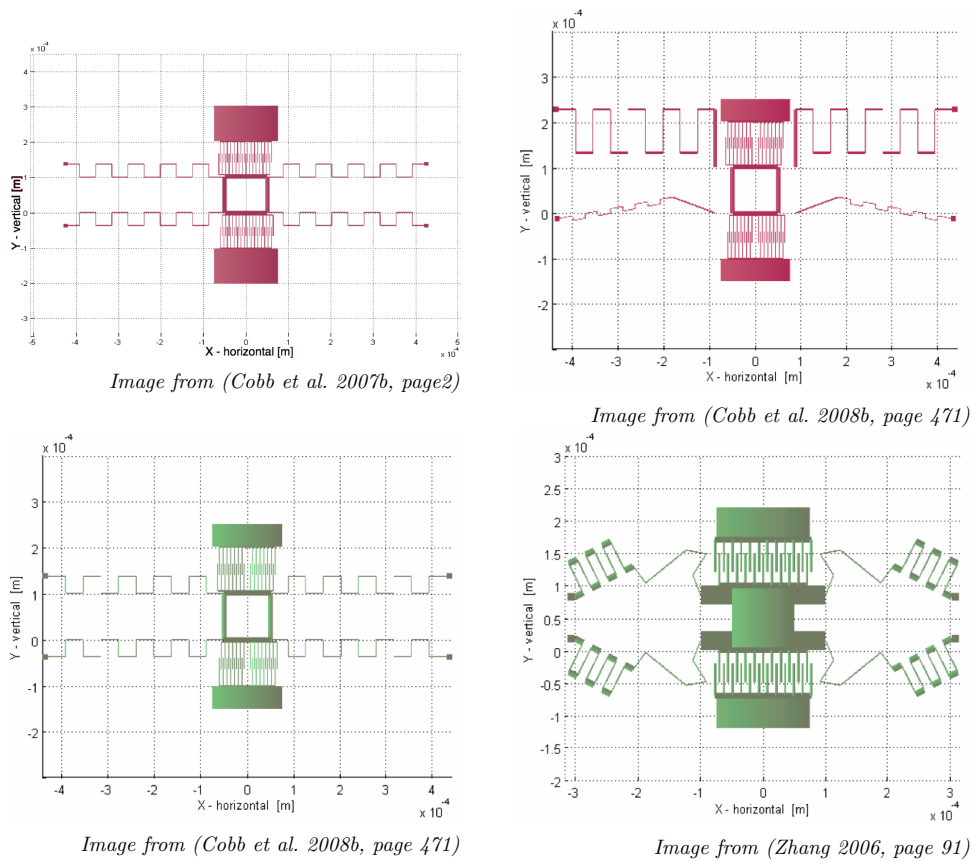 x 10⁻⁴
4
3
2
1
0
-1
-2
-3
Y - vertical [m]
-5 -4 -3 -2 -1 0 1 2 3 4 5
X - horizontal [m]
x 10⁻⁴
Image from (Cobb et al. 2007b, page2)
x 10⁻⁴
3
2
1
0
-1
-2
Y - vertical [m]
-4 -3 -2 -1 0 1 2 3 4
X - horizontal [m]
x 10⁻⁴
Image from (Cobb et al. 2008b, page 471)
x 10⁻⁴
3
2
1
0
-1
-2
Y - vertical [m]
-4 -3 -2 -1 0 1 2 3 4
X - horizontal [m]
x 10⁻⁴
Image from (Cobb et al. 2008b, page 471)
x 10⁻⁴
3
2.5
2
1.5
1
0.5
0
-0.5
-1
-1.5
-2
Y - vertical [m]
-3 -2 -1 0 1 2 3
X - horizontal [m]
x 10⁻⁴
Image from (Zhang 2006, page 91)